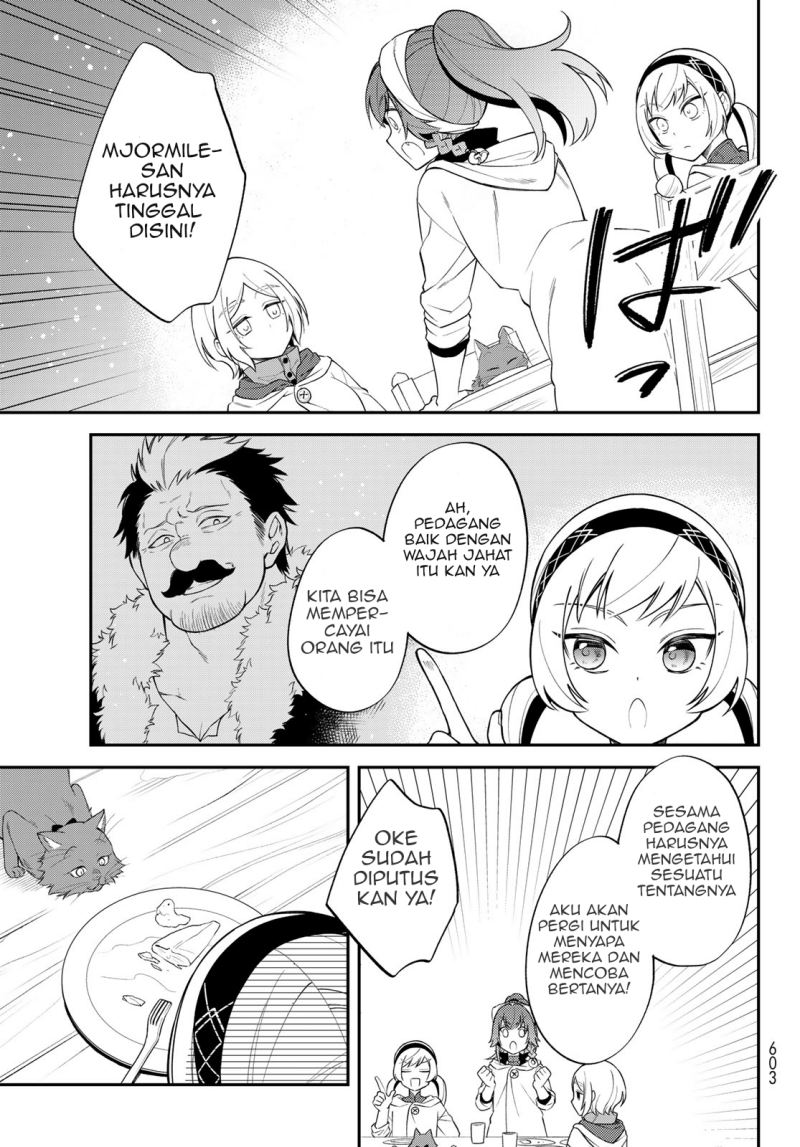 MJORMILE-
SAN
HARUSNYA
TINGGAL
DISINI!
ばっ
AH,
PEDAGANG
BAIK DENGAN
WAJAH JAHAT
ITU KAN YA
KITA BISA
MEMPER-
CAYAI
ORANG ITU
SESAMA
PEDAGANG
HARUSNYA
MENGETAHUI
SESUATU
TENTANGNYA
AKU AKAN
PERGI UNTUK
MENYAPA
MEREKA DAN
MENCOBA
BERTANYA!
OKE
SUDAH
DIPUTUS
KAN YA!
603